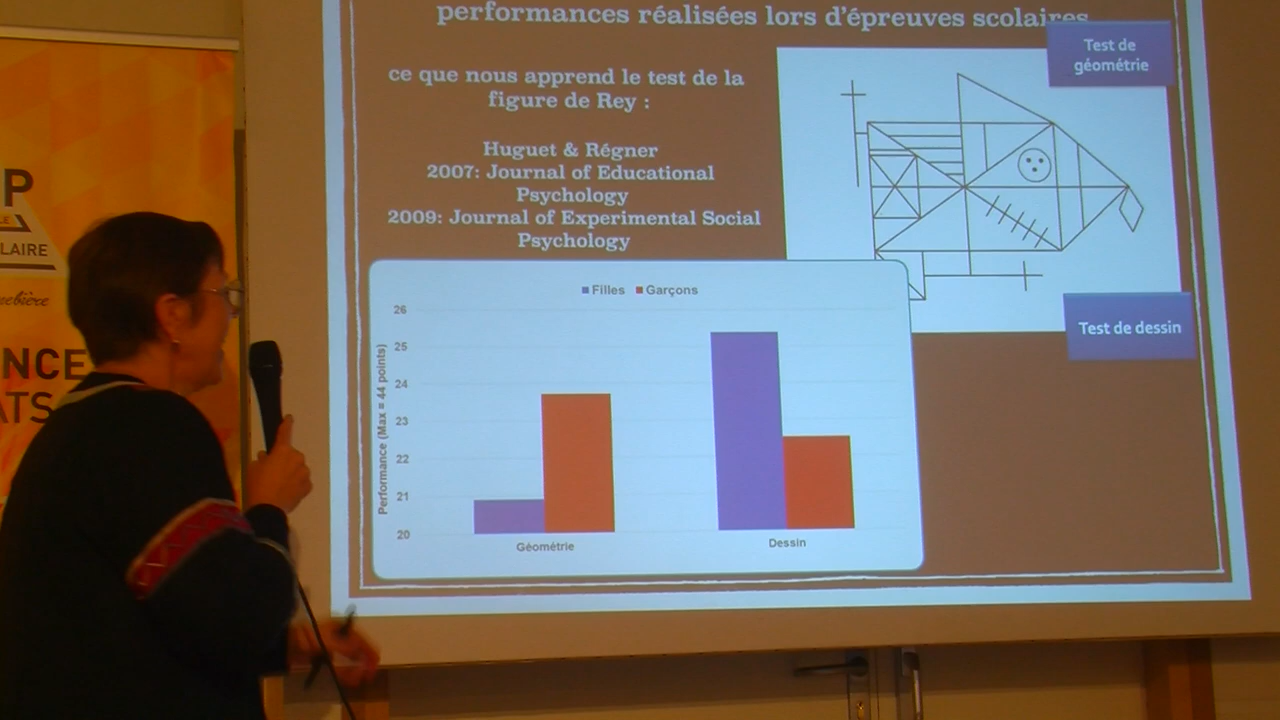 performances réalisées lors d'épreuves scolaires
Test de
géométrie
ce que nous apprend le test de la
figure de Rey :
Huguet & Régner
2007: Journal of Educational
Psychology
2009: Journal of Experimental Social
Psychology
Test de dessin
Filles Garçons
Performance (Max = 44 points)
26
25
24
23
22
21
20
Géométrie
Dessin
P
LAIRE
NCE
ATS